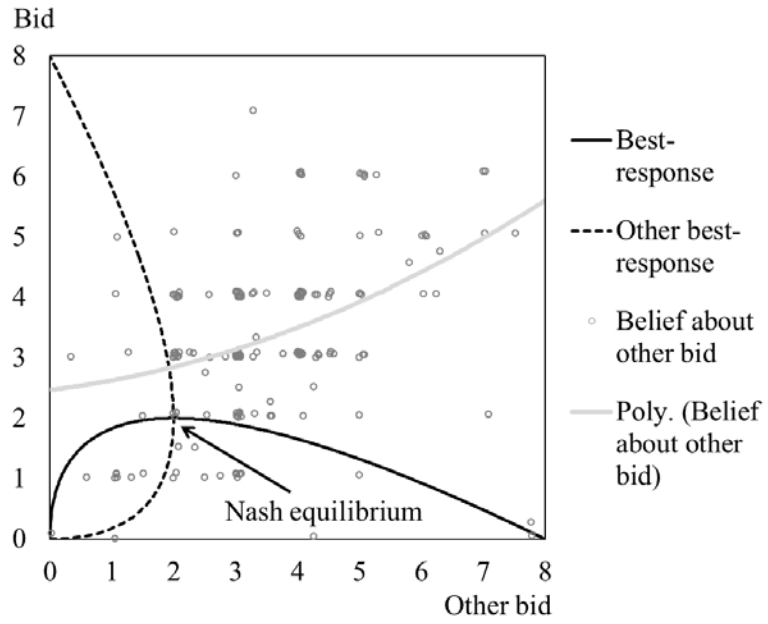 Bid
8
7
6
5
4
3
2
1
0
0 1 2 3 4 5 6 7 8
Other bid
Nash equilibrium
Best-
response
Other best-
response
Belief about
other bid
Poly. (Belief
about other
bid)